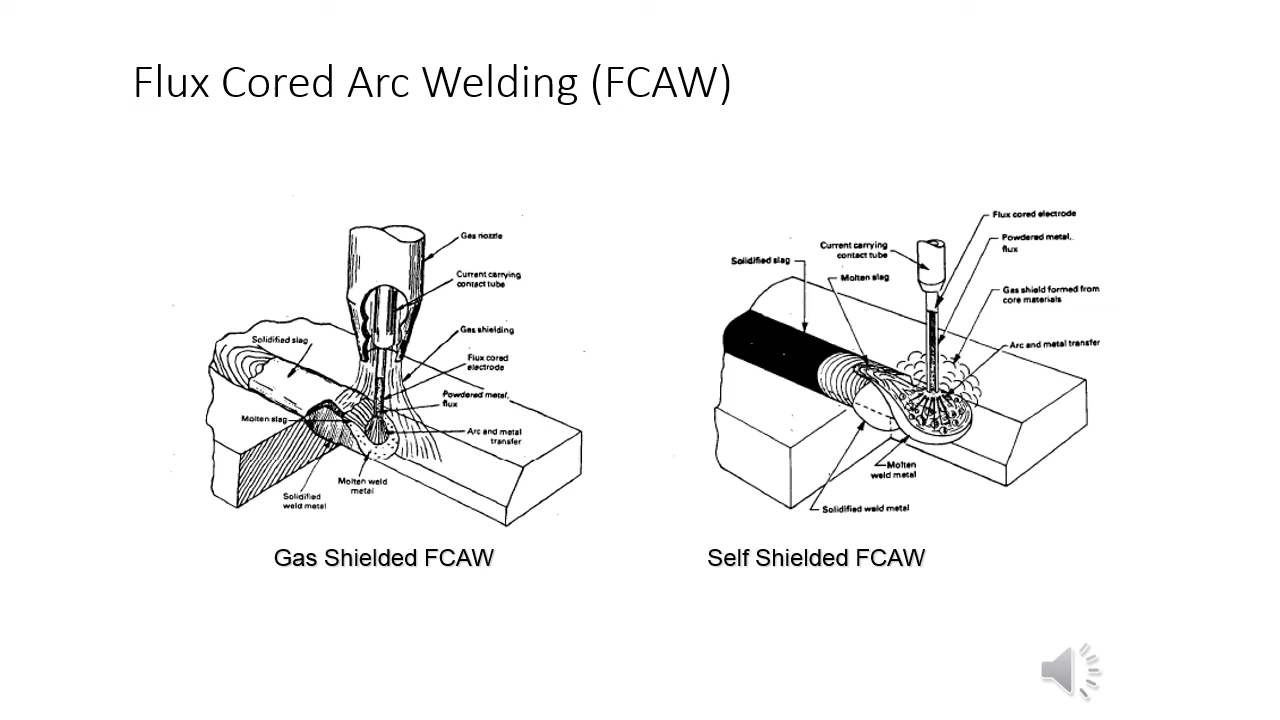 Flux Cored Arc Welding (FCAW)
Gas nozzle
Current carrying
contact tube
Gas shielding
Solidified slag
Flux cored
electrode
Powdered metal,
flux
Molten slag
Arc and metal
transfer
Molten weld
metal
Solidified
weld metal
Gas Shielded FCAW
Flux cored electrode
Powdered metal,
flux
Current carrying
contact tube
Solidified slag
Molten slag
Gas shield formed from
core materials
Arc and metal transfer
Molten
weld metal
Solidified weld metal
Self Shielded FCAW